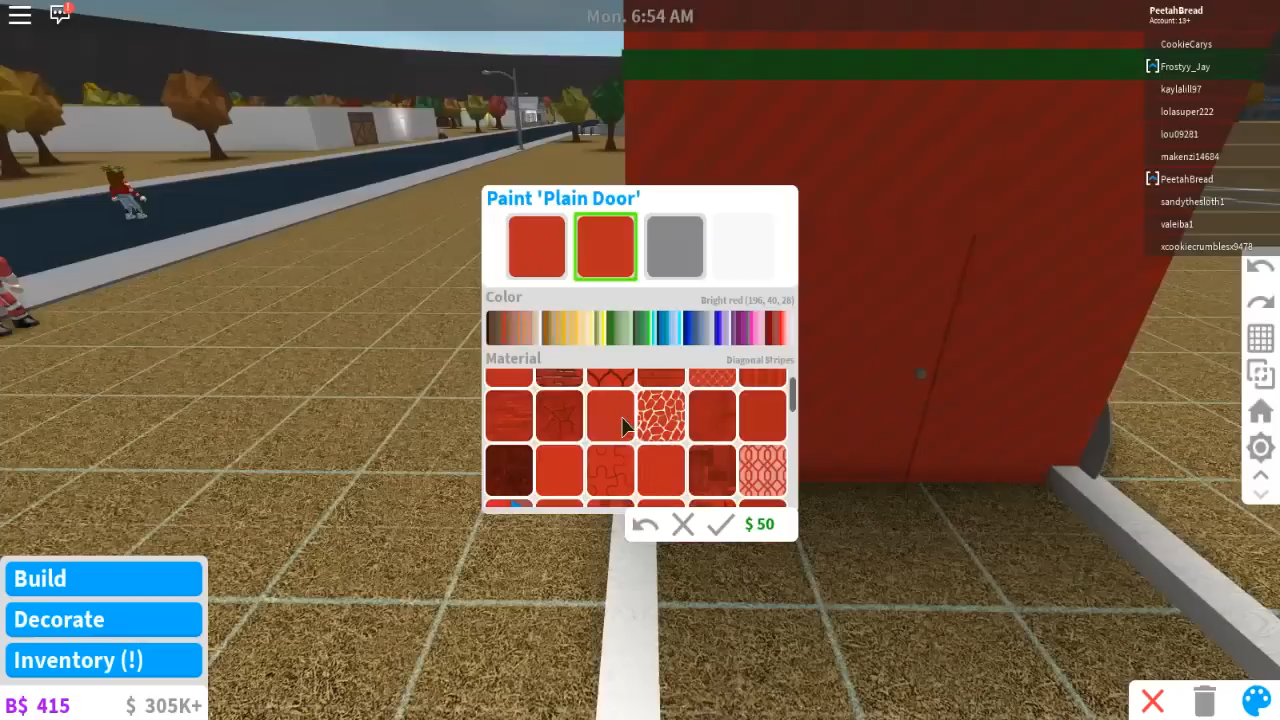 Mon. 6:54 AM
PeetahBread
Account: 13+
CookieCarys
Frostyy_Jay
kaylalill97
lolasuper222
lou09281
makenzi14684
PeetahBread
sandythesloth1
valeiba1
xcookiecrumblesx9478
Paint 'Plain Door'
Color
Bright red (196, 40, 28)
Material
Diagonal Stripes
$ 50
Build
Decorate
Inventory (!)
B$ 415
$ 305K+